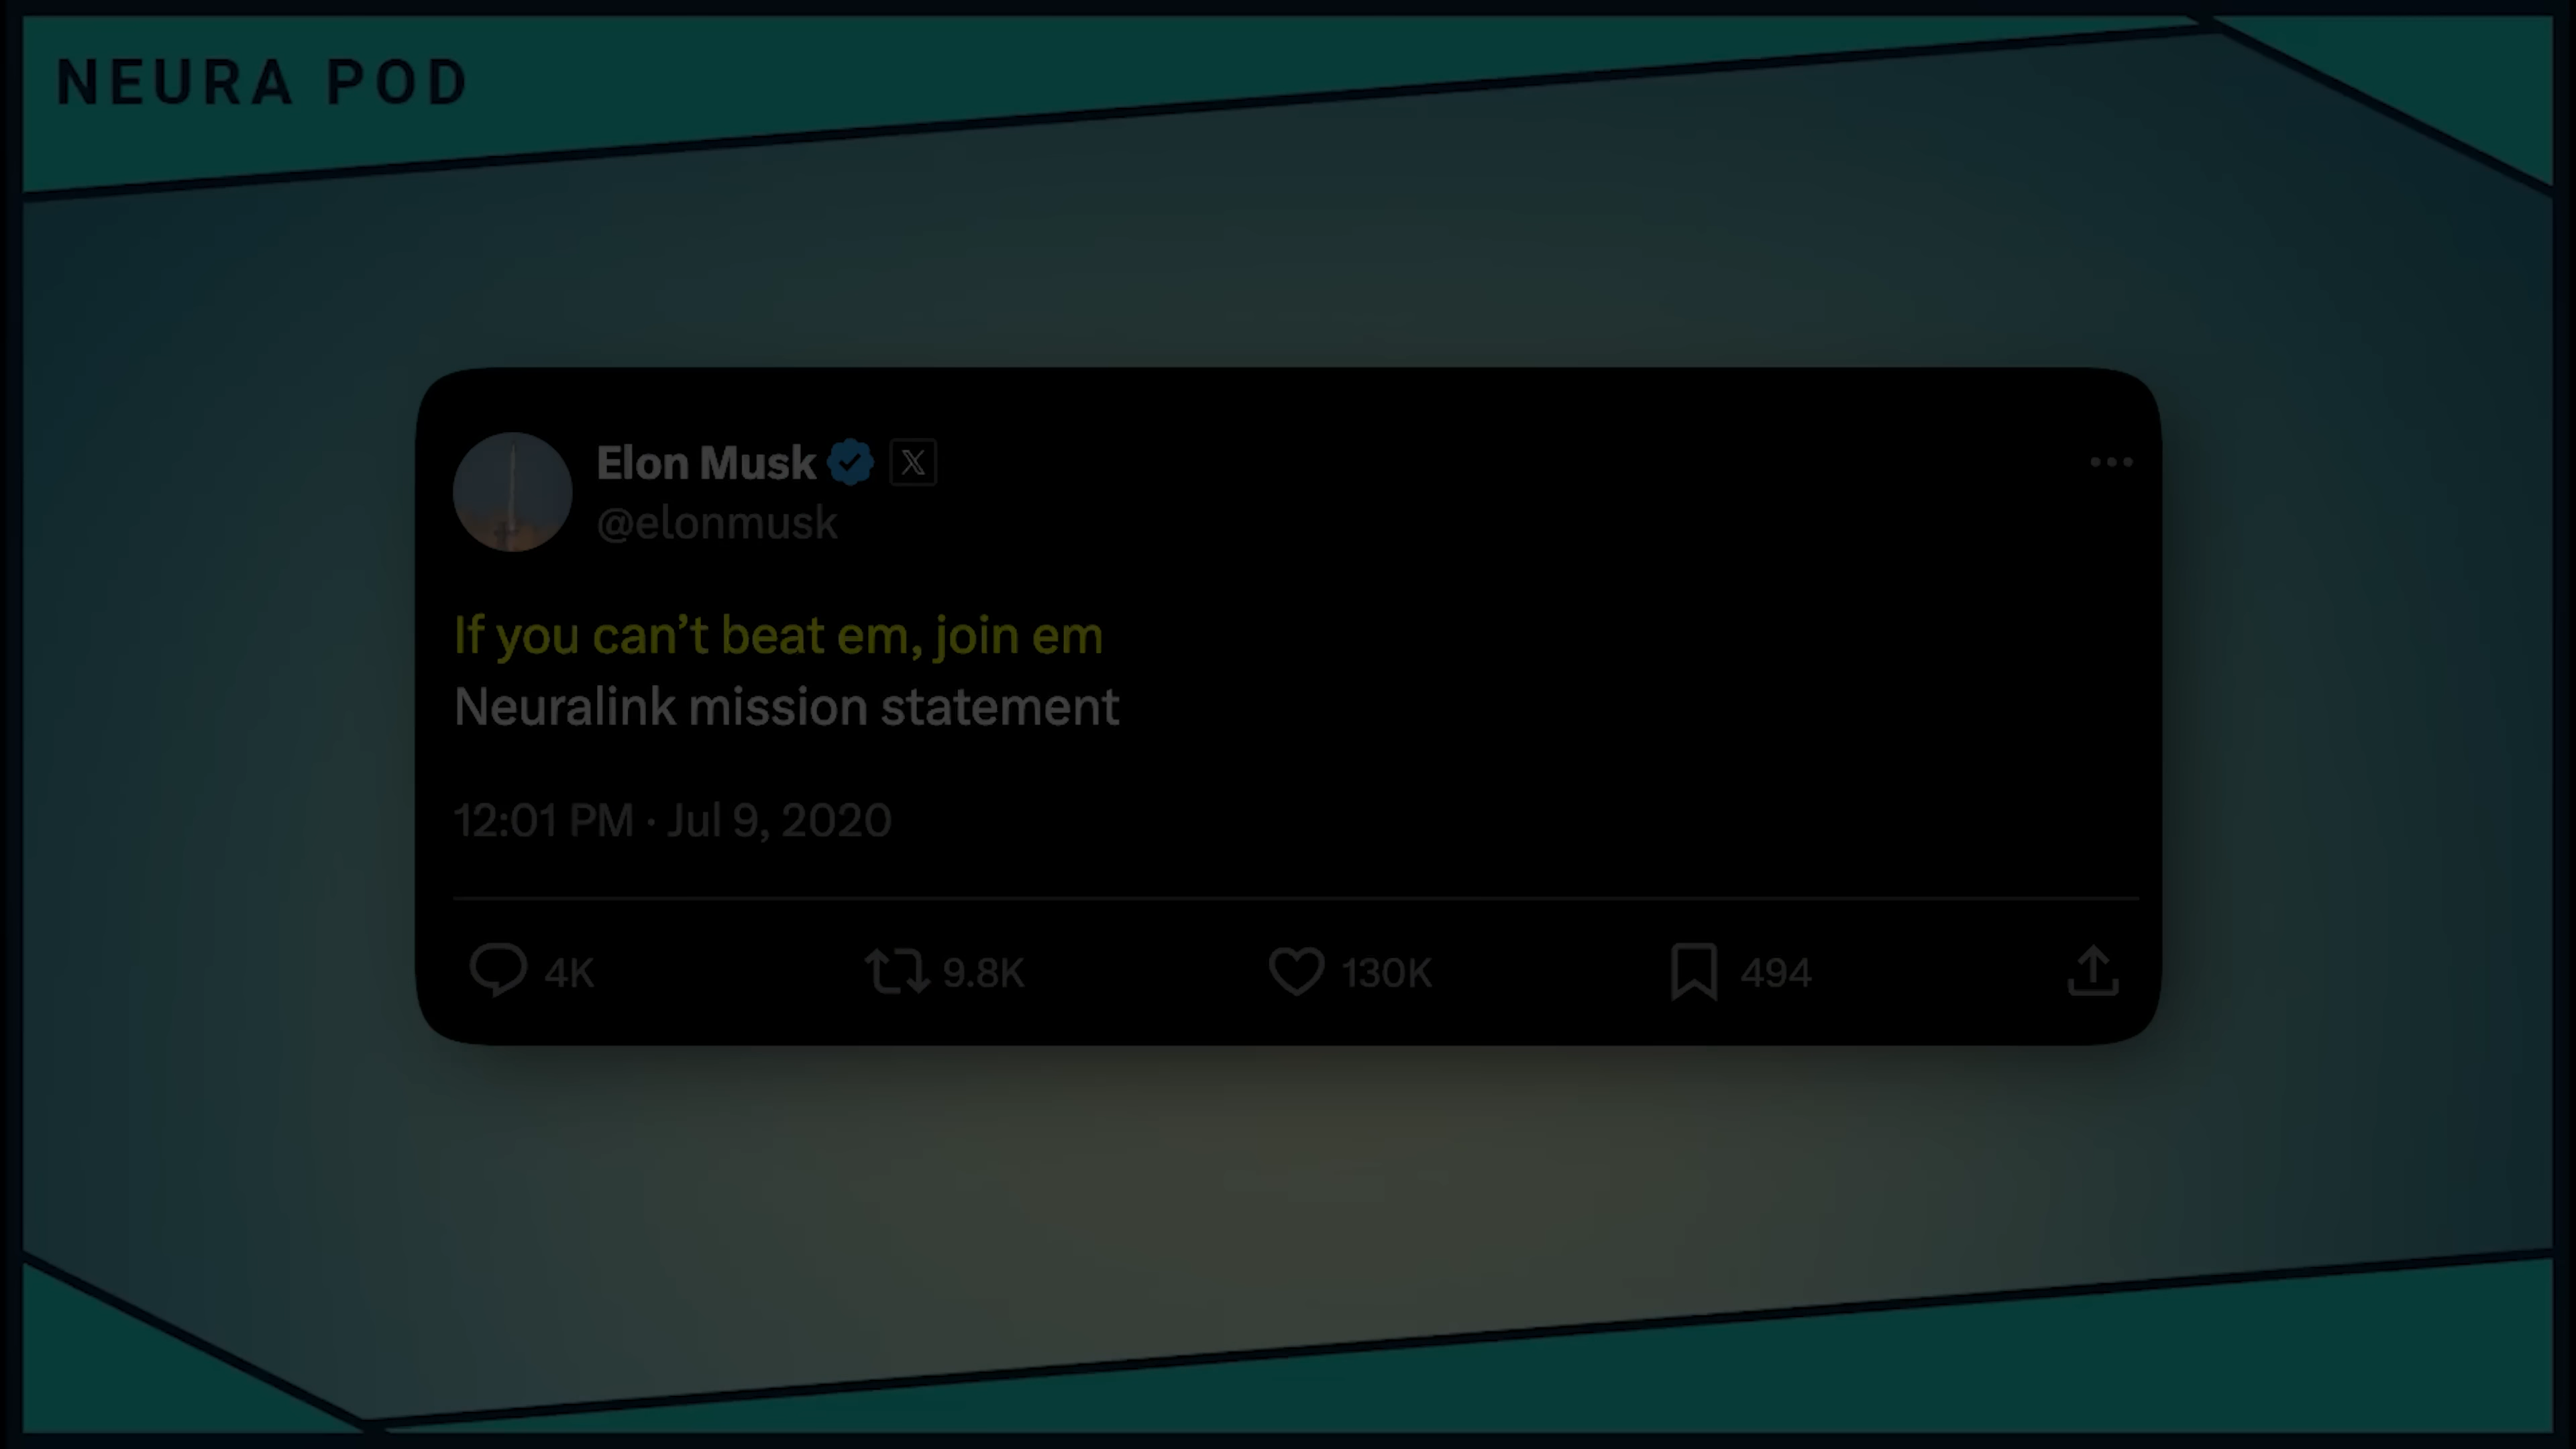 NEURA POD
Elon Musk
@elonmusk
If you can’t beat em, join em
Neuralink mission statement
12:01 PM · Jul 9, 2020
4K 9.8K 130K 494